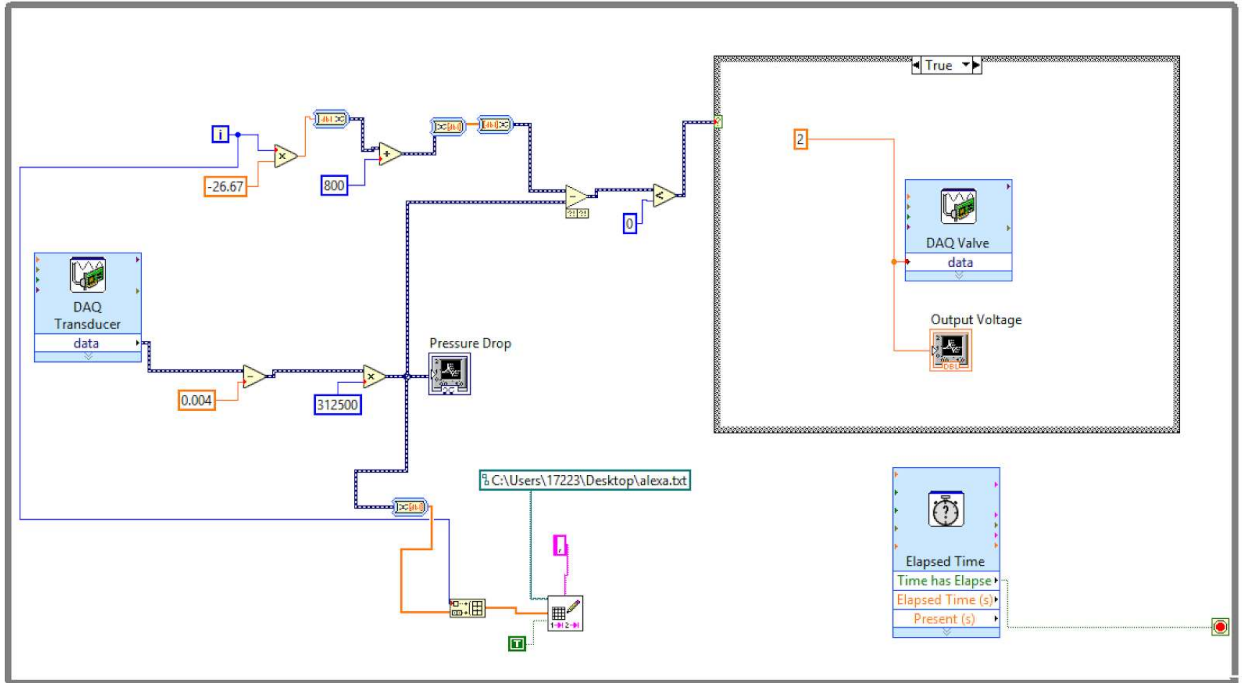 True
i
-26.67
800
2
0
DAQ Valve
data
DAQ
Transducer
data
Output Voltage
DBL
Pressure Drop
0.004
312500
C:\Users\17223\Desktop\alexa.txt
,
Elapsed Time
Time has Elapse
Elapsed Time (s)
Present (s)
T